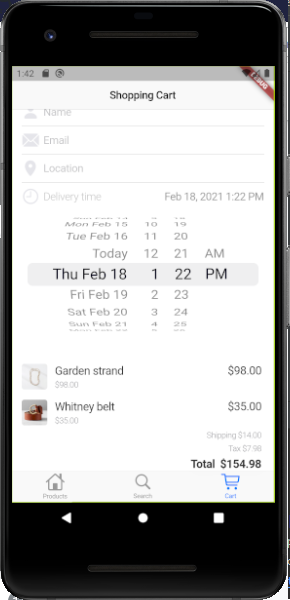 1:42
Shopping Cart
Name
Email
Location
Delivery time Feb 18, 2021 1:22 PM
Mon Feb 15 10 19
Tue Feb 16 11 20
Today 12 21 AM
Thu Feb 18 1 22 PM
Fri Feb 19 2 23
Sat Feb 20 3 24
Sun Feb 21 4 25
Garden strand $98.00
$98.00
Whitney belt $35.00
$35.00
Shipping $14.00
Tax $7.98
Total $154.98
Products Search Cart